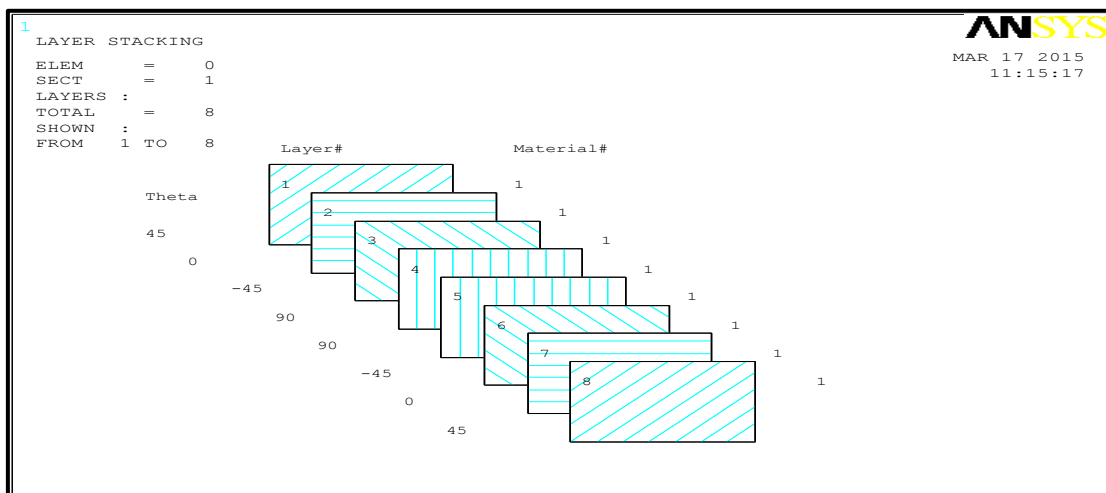 1
ANSYS
LAYER STACKING
MAR 17 2015
11:15:17
ELEM = 0
SECT = 1
LAYERS :
TOTAL = 8
SHOWN :
FROM 1 TO 8
Layer# Material#
1 1
Theta
2 1
45
3 1
0
4 1
-45
5 1
90
6 1
90
7 1
-45
8 1
0
45